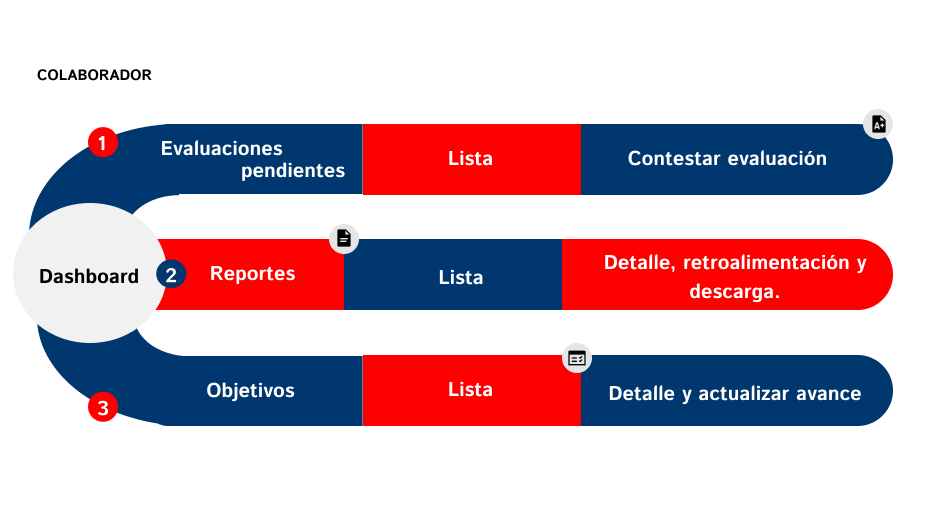 COLABORADOR
1
Evaluaciones
pendientes
Lista
Contestar evaluación
A+
Dashboard
2
Reportes
Lista
Detalle, retroalimentación y
descarga.
3
Objetivos
Lista
Detalle y actualizar avance